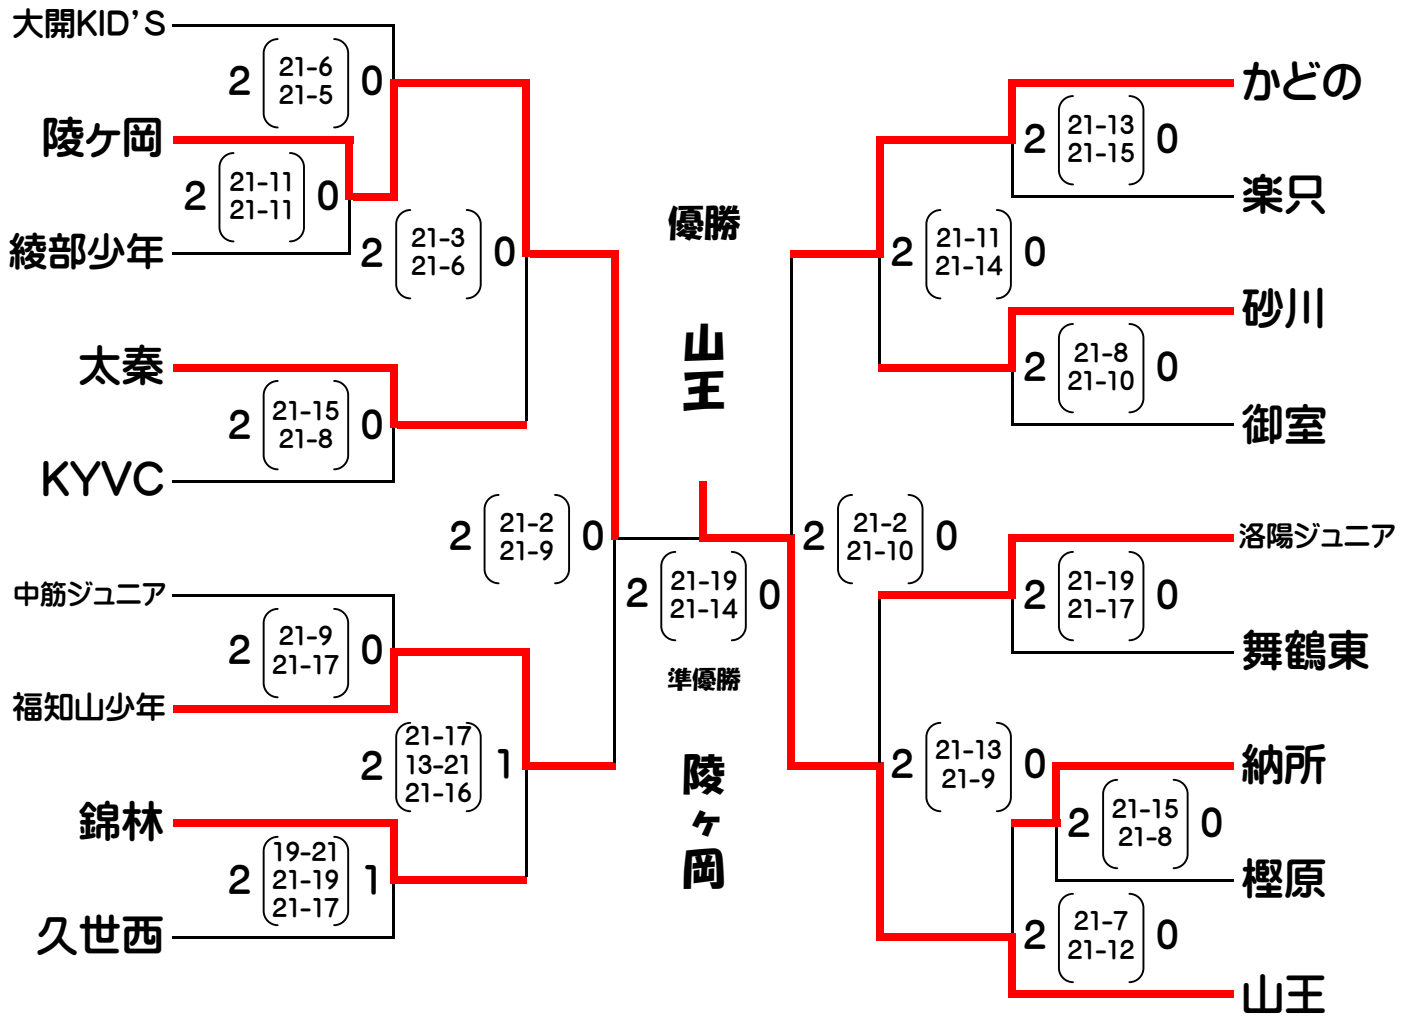 大開KID'S
2 21-6 0
21-5
陵ヶ岡
2 21-11 0
21-11
綾部少年
2 21-3 0
21-6
太秦
2 21-15 0
21-8
KYVC
2 21-2 0
21-9
中筋ジュニア
2 21-9 0
21-17
福知山少年
2 21-17 1
13-21
21-16
錦林
2 19-21 1
21-19
21-17
久世西
優勝
山王
2 21-19 0
21-14
準優勝
陵ヶ岡
かどの
2 21-13 0
21-15
楽只
2 21-11 0
21-14
砂川
2 21-8 0
21-10
御室
2 21-2 0
21-10
洛陽ジュニア
2 21-19 0
21-17
舞鶴東
2 21-13 0
21-9
納所
2 21-15 0
21-8
樫原
2 21-7 0
21-12
山王